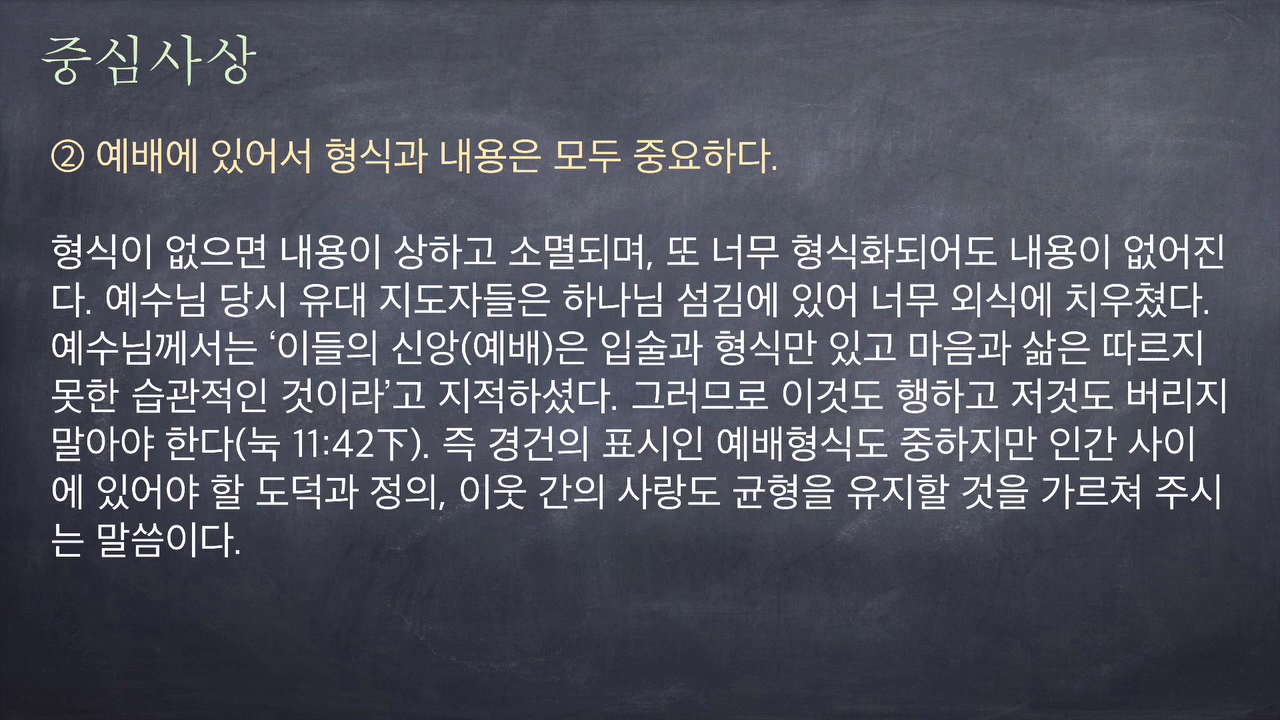 중심사상
② 예배에 있어서 형식과 내용은 모두 중요하다.
형식이 없으면 내용이 상하고 소멸되며, 또 너무 형식화되어도 내용이 없어진
다. 예수님 당시 유대 지도자들은 하나님 섬김에 있어 너무 외식에 치우쳤다.
예수님께서는 ‘이들의 신앙(예배)은 입술과 형식만 있고 마음과 삶은 따르지
못한 습관적인 것이라’고 지적하셨다. 그러므로 이것도 행하고 저것도 버리지
말아야 한다(눅 11:42下). 즉 경건의 표시인 예배형식도 중하지만 인간 사이
에 있어야 할 도덕과 정의, 이웃 간의 사랑도 균형을 유지할 것을 가르쳐 주시
는 말씀이다.